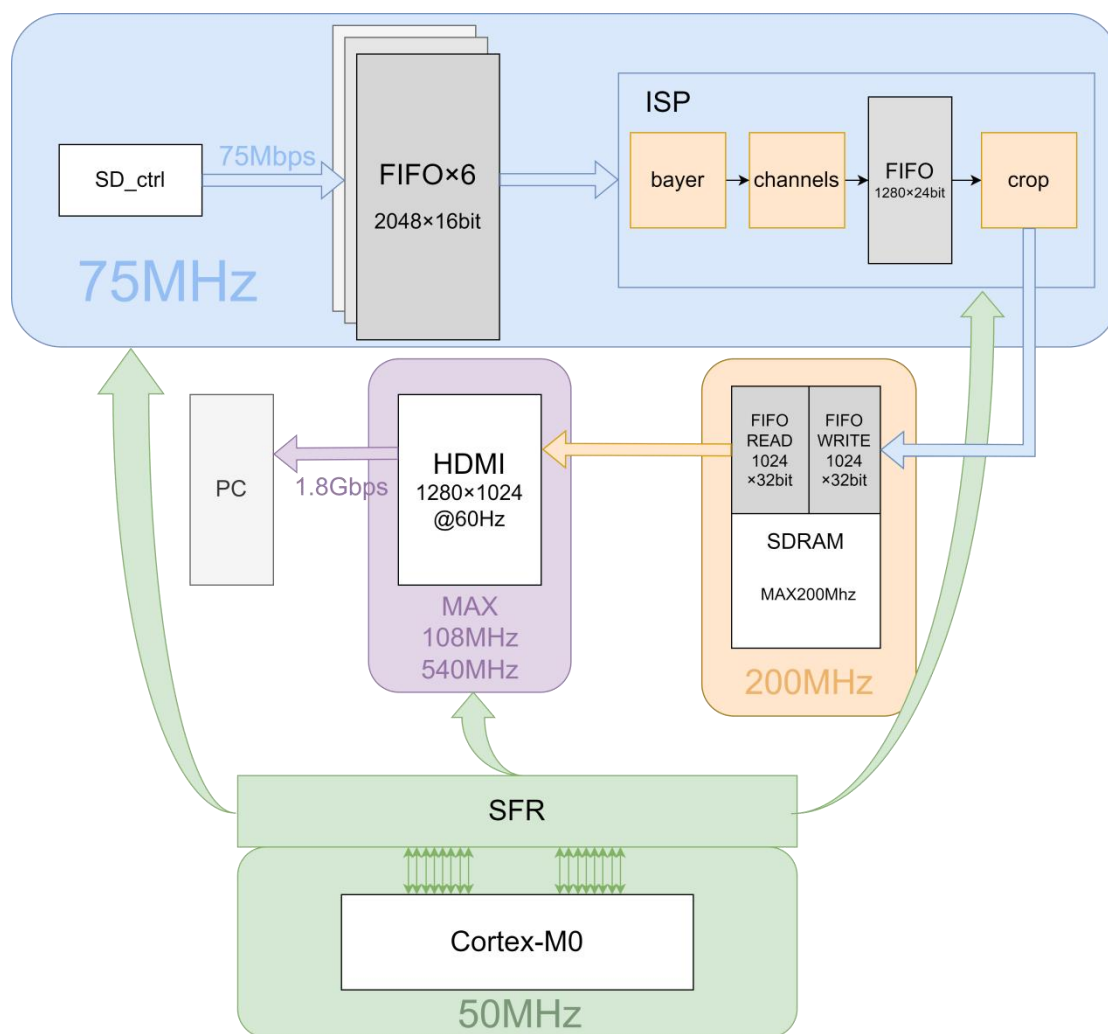 ISP
75Mbps
SD_ctrl
FIFO×6
2048×16bit
bayer
channels
FIFO
1280×24bit
crop
75MHz
PC
1.8Gbps
HDMI
1280×1024
@60Hz
MAX
108MHz
540MHz
FIFO
READ
1024
×32bit
FIFO
WRITE
1024
×32bit
SDRAM
MAX200Mhz
200MHz
SFR
Cortex-M0
50MHz